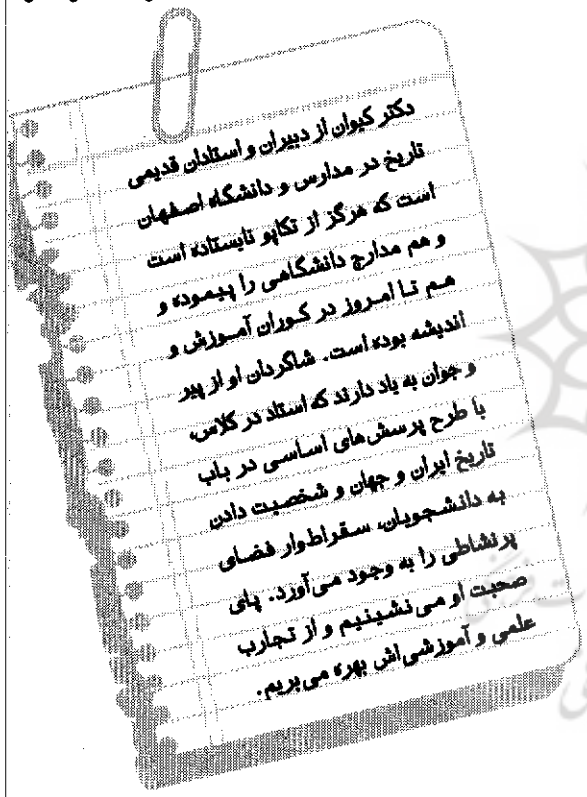 دکتر کیوان از دبیران و استادان قدیمی
تاریخ در مدارس و دانشگاه اصفهان
است که هرگز از تکاپو نایستاده است
و هم مدارج دانشگاهی را پیموده و
هم تا امروز در کوران آموزش و
اندیشه بوده است. شاگردان او از پیر
و جوان به یاد دارند که استاد در کلاس،
با طرح پرسش‌های اساسی در باب
تاریخ ایران و جهان و شخصیت دادن
به دانشجویان، سقراط‌وار فضای
پرنشاطی را به وجود می‌آورد. پای
صحبت او می‌نشینیم و از تجارب
علمی و آموزشی‌اش بهره می‌بریم.